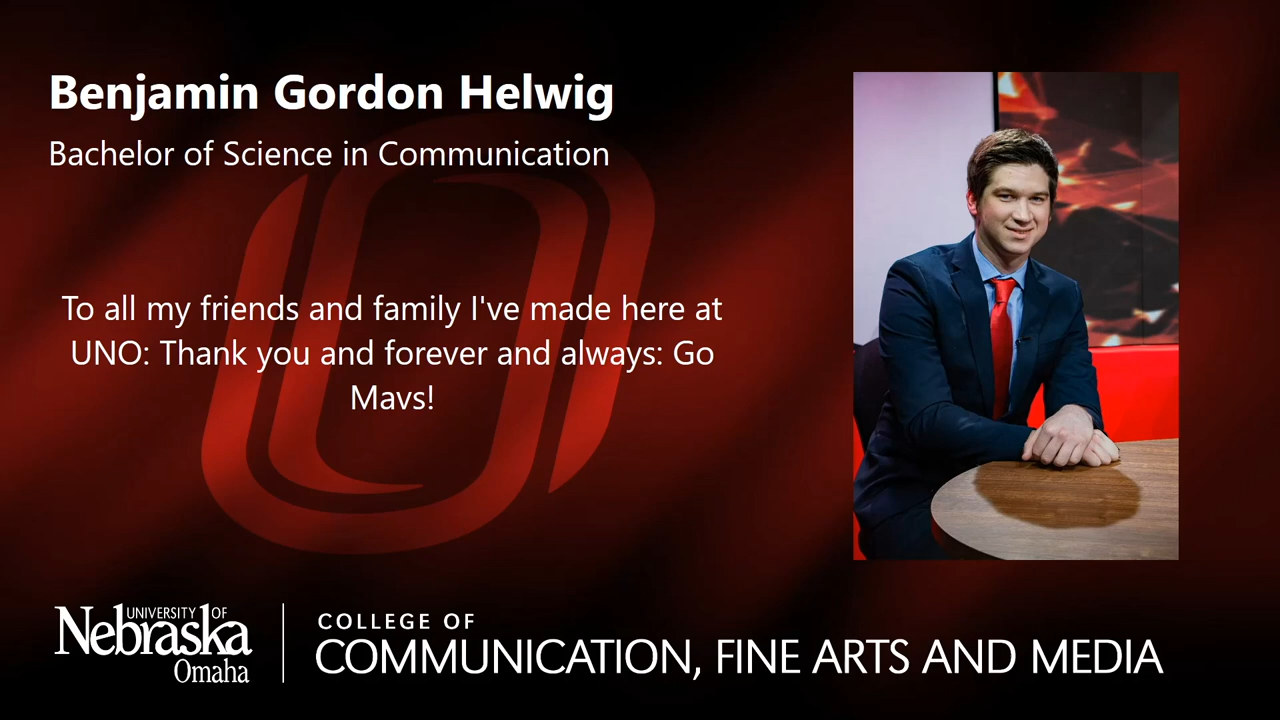 Benjamin Gordon Helwig
Bachelor of Science in Communication
To all my friends and family I've made here at
UNO: Thank you and forever and always: Go
Mavs!
UNIVERSITY OF
Nebraska
Omaha
COLLEGE OF
COMMUNICATION, FINE ARTS AND MEDIA